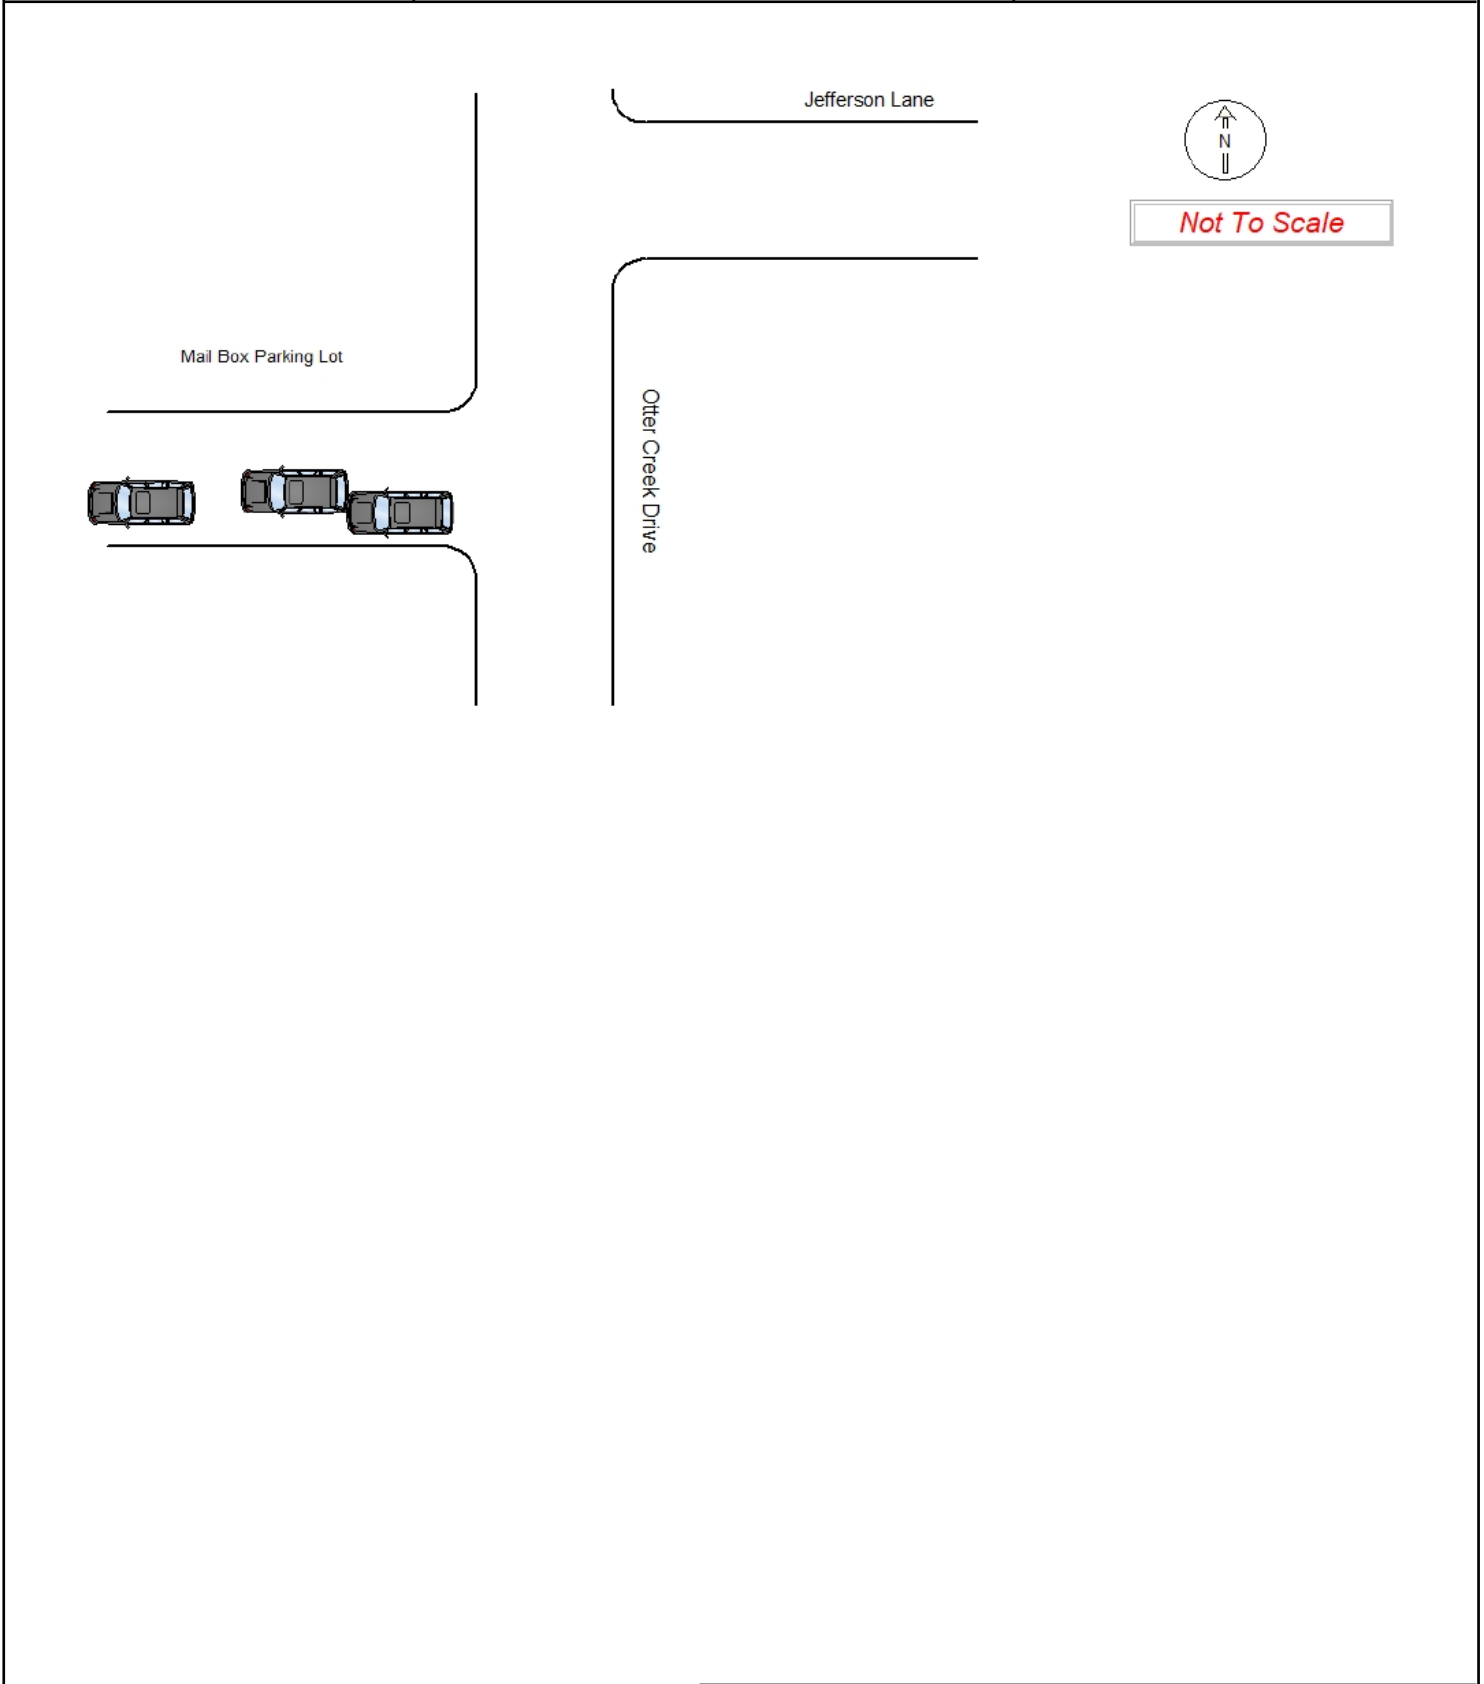 Jefferson Lane
N
Not To Scale
Mail Box Parking Lot
Otter Creek Drive